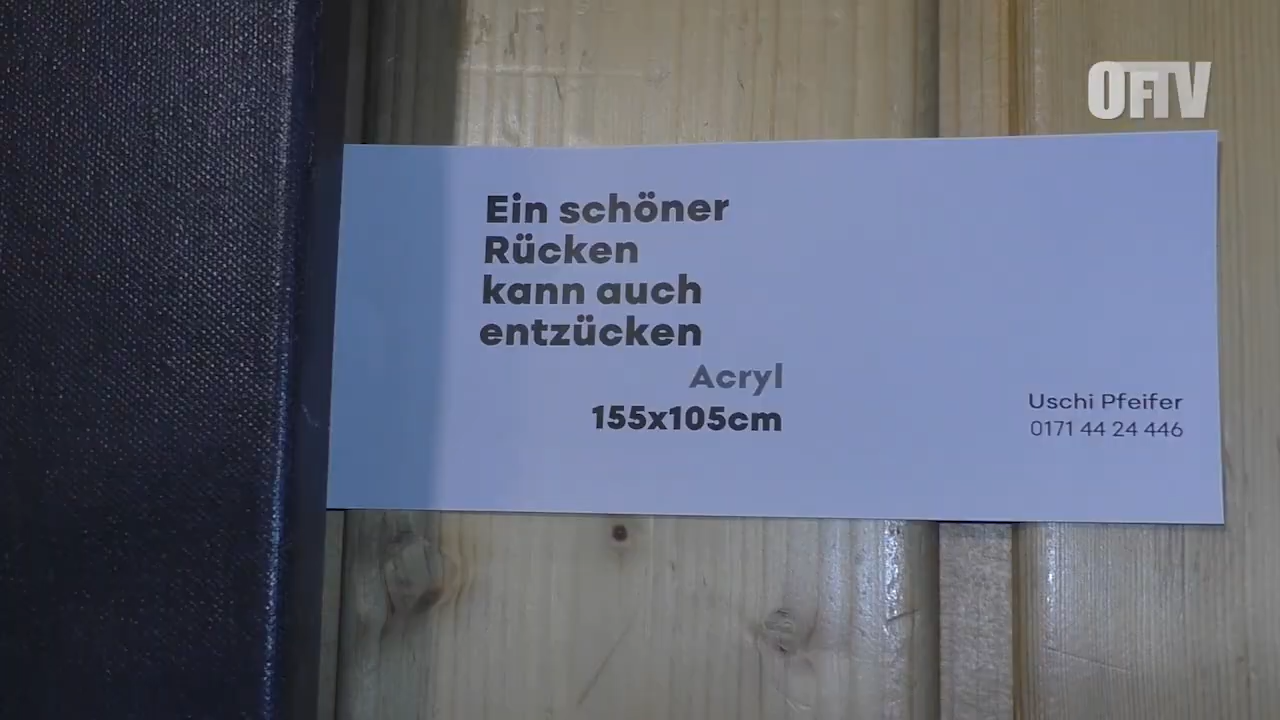 OFTV
Ein schöner
Rücken
kann auch
entzücken
Acryl
155x105cm
Uschi Pfeifer
0171 44 24 446